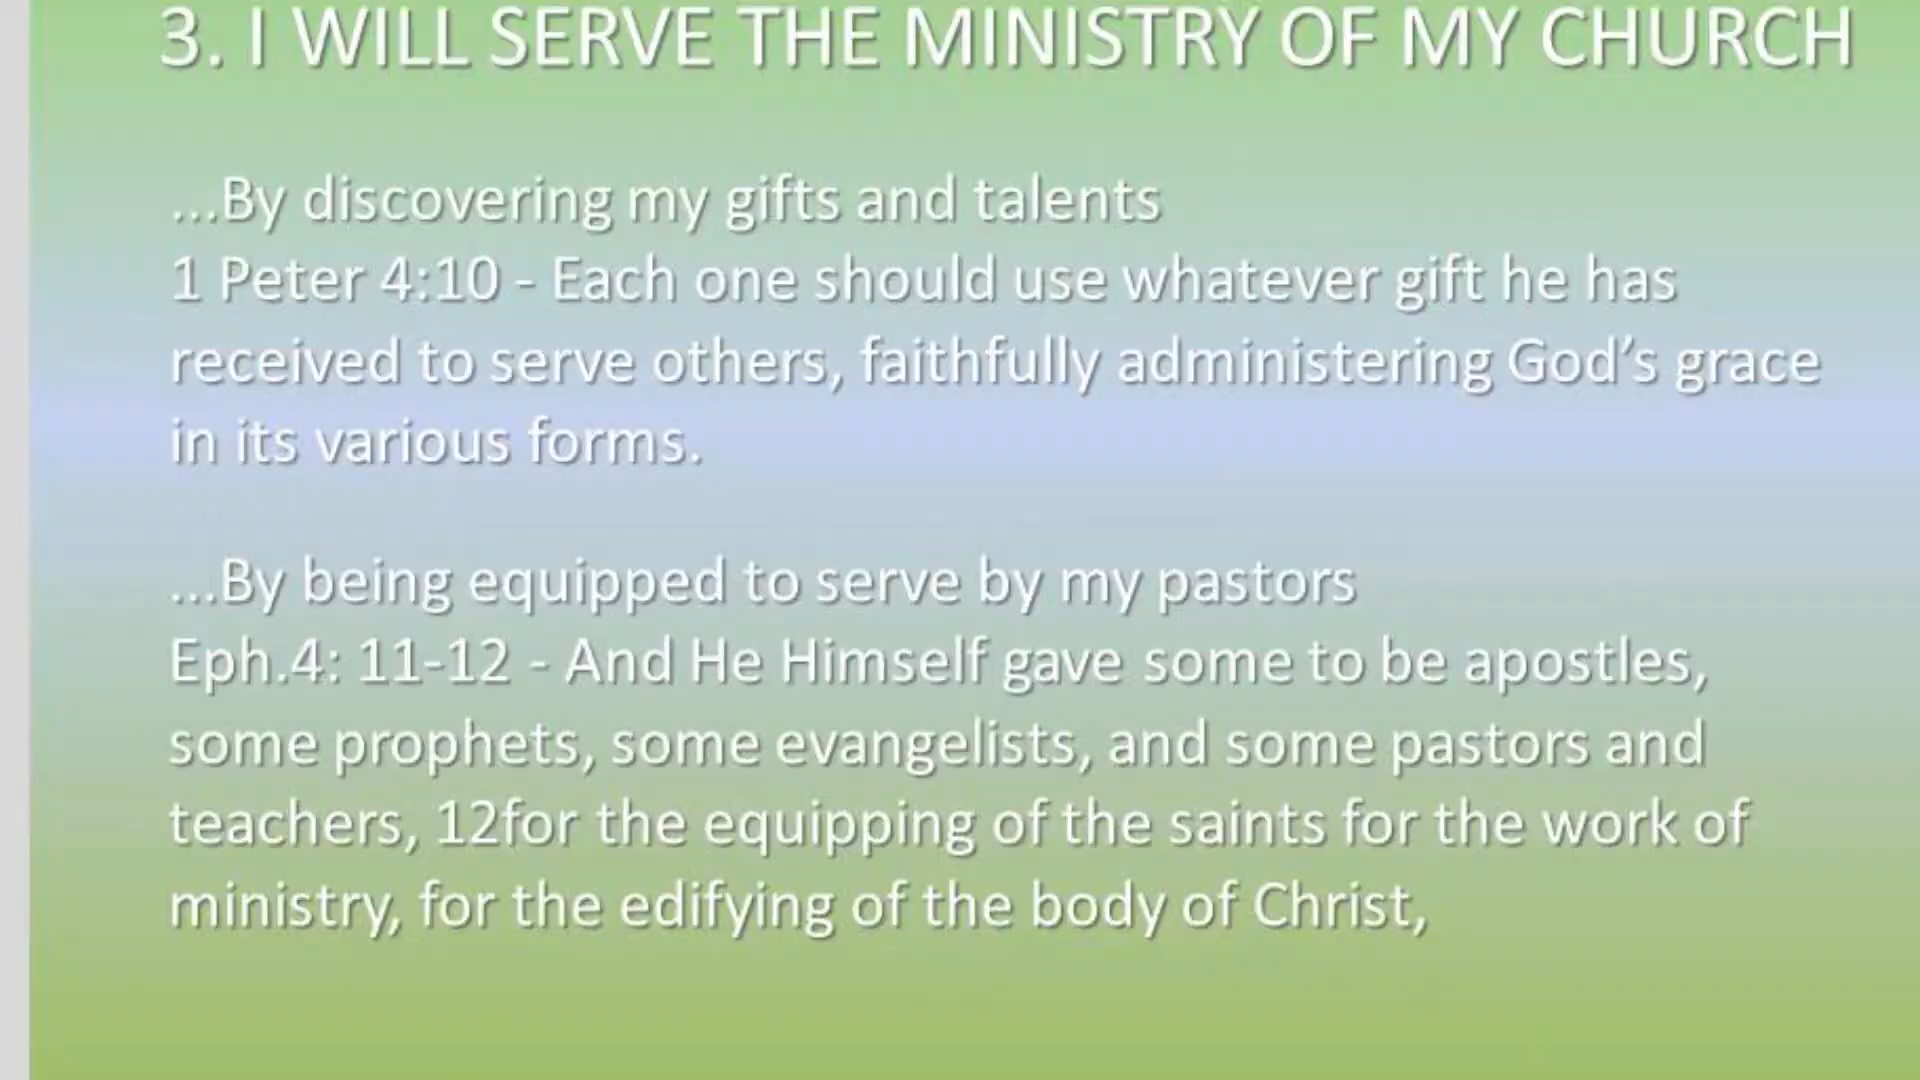 3. I WILL SERVE THE MINISTRY OF MY CHURCH
...By discovering my gifts and talents
1 Peter 4:10 - Each one should use whatever gift he has
received to serve others, faithfully administering God’s grace
in its various forms.
...By being equipped to serve by my pastors
Eph.4: 11-12 - And He Himself gave some to be apostles,
some prophets, some evangelists, and some pastors and
teachers, 12for the equipping of the saints for the work of
ministry, for the edifying of the body of Christ,